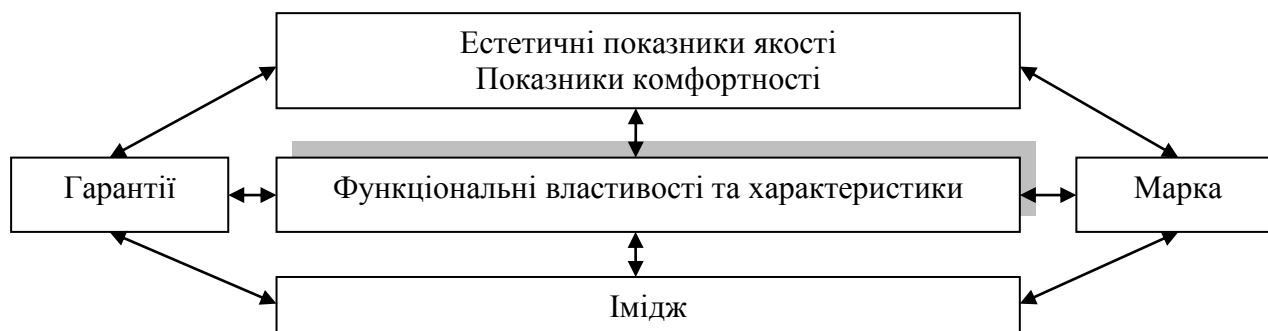 Естетичні показники якості
Показники комфортності
Гарантії
Функціональні властивості та характеристики
Марка
Імідж